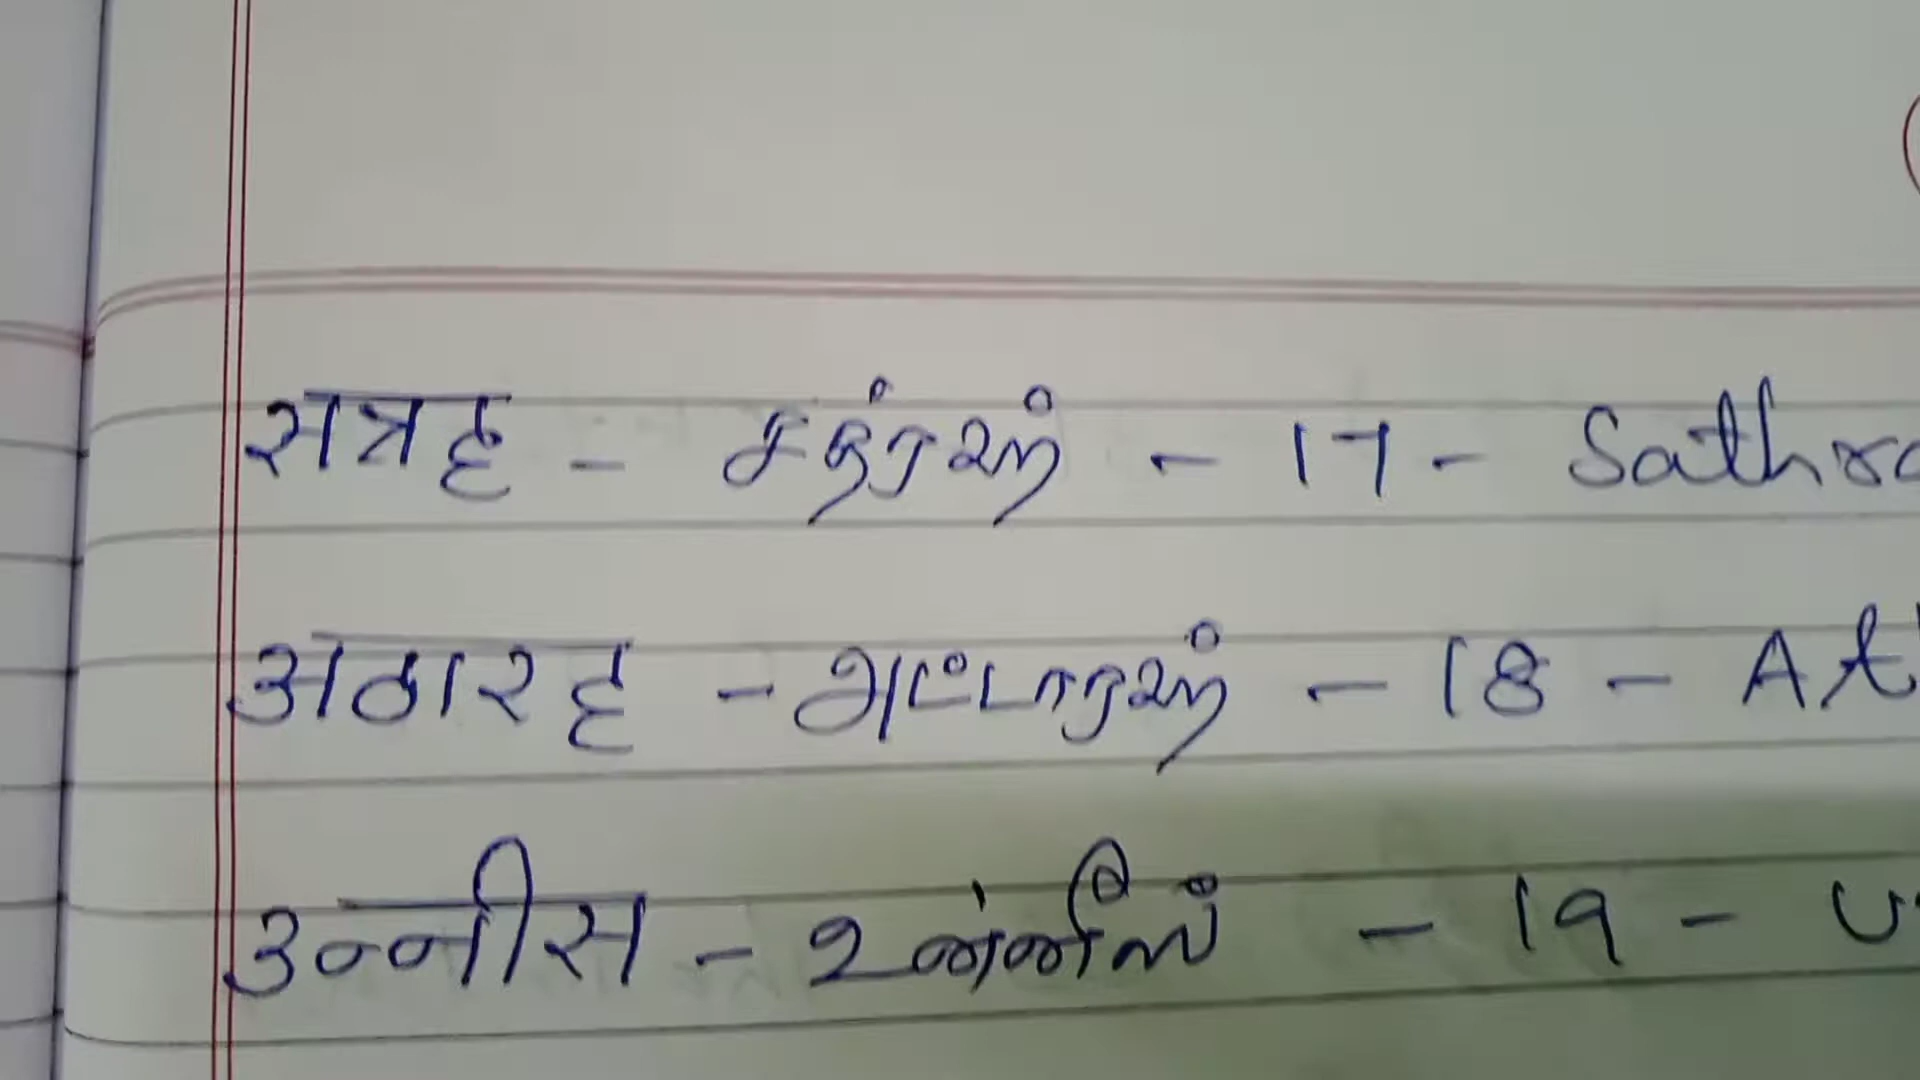 सत्रह - சத்ரஹ் - 17 - Sathra
अठारह - அட்டாரஹ் - 18 - At
उन्नीस - உன்னீஸ் - 19 - U